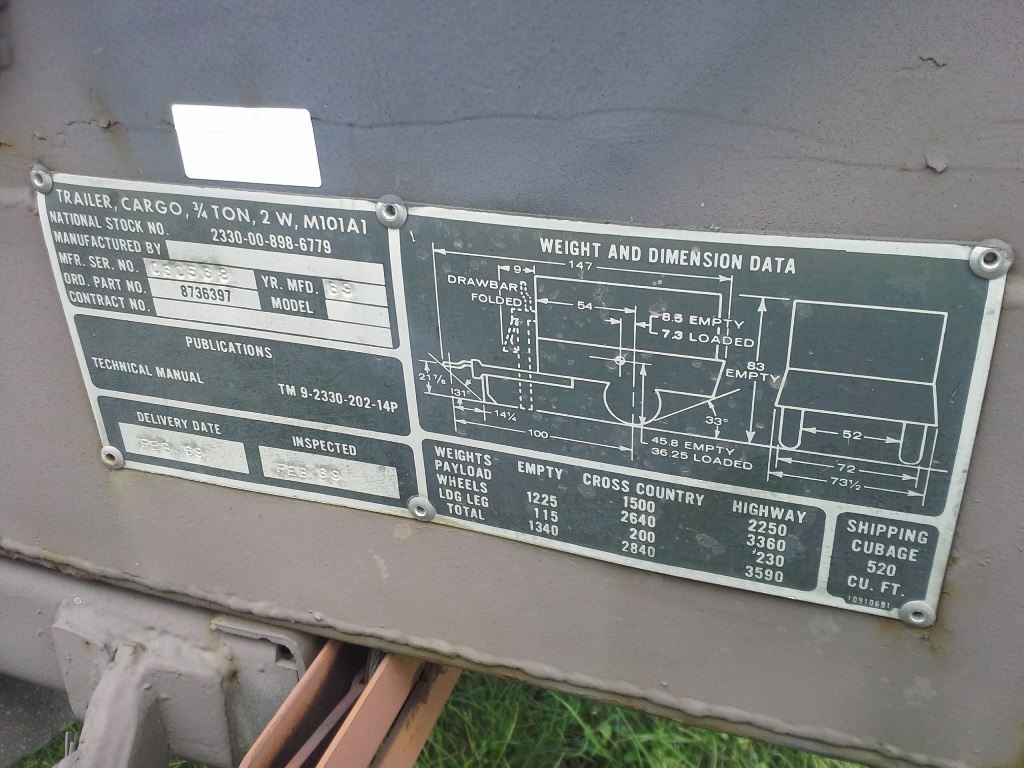 TRAILER, CARGO, ¾ TON, 2 W, M101A1
NATIONAL STOCK NO. 2330-00-898-6779
MANUFACTURED BY
MFR. SER. NO. YR. MFD. 69
ORD. PART NO. 8736397 MODEL
CONTRACT NO.
PUBLICATIONS
TECHNICAL MANUAL TM 9-2330-202-14P
DELIVERY DATE INSPECTED
FEB 69
WEIGHT AND DIMENSION DATA
147
9
DRAWBAR
FOLDED
54
8.5 EMPTY
7.3 LOADED
83
EMPTY
21 7/8
31°
14¼
100
33°
45.8 EMPTY
36.25 LOADED
52
72
73½
WEIGHTS EMPTY CROSS COUNTRY HIGHWAY
PAYLOAD 1500 2250
WHEELS 1225 2640 3360
LDG LEG 115 200 230
TOTAL 1340 2840 3590
SHIPPING
CUBAGE
520
CU. FT.